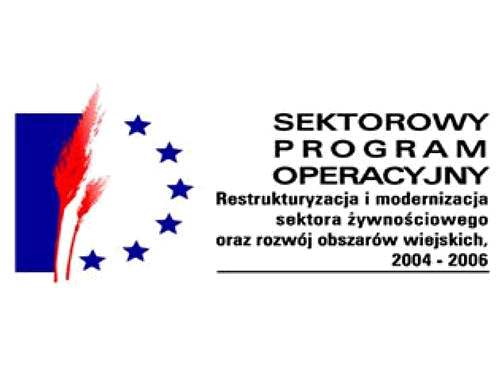 SEKTOROWY
PROGRAM
OPERACYJNY
Restrukturyzacja i modernizacja
sektora żywnościowego
oraz rozwój obszarów wiejskich,
2004 - 2006